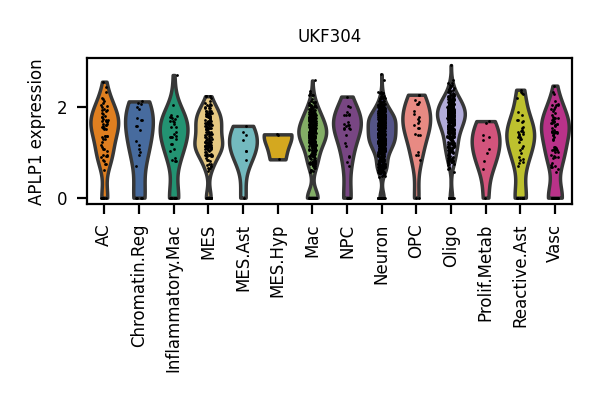 UKF304
APLP1 expression
2
0
AC
Chromatin.Reg
Inflammatory.Mac
MES
MES.Ast
MES.Hyp
Mac
NPC
Neuron
OPC
Oligo
Prolif.Metab
Reactive.Ast
Vasc